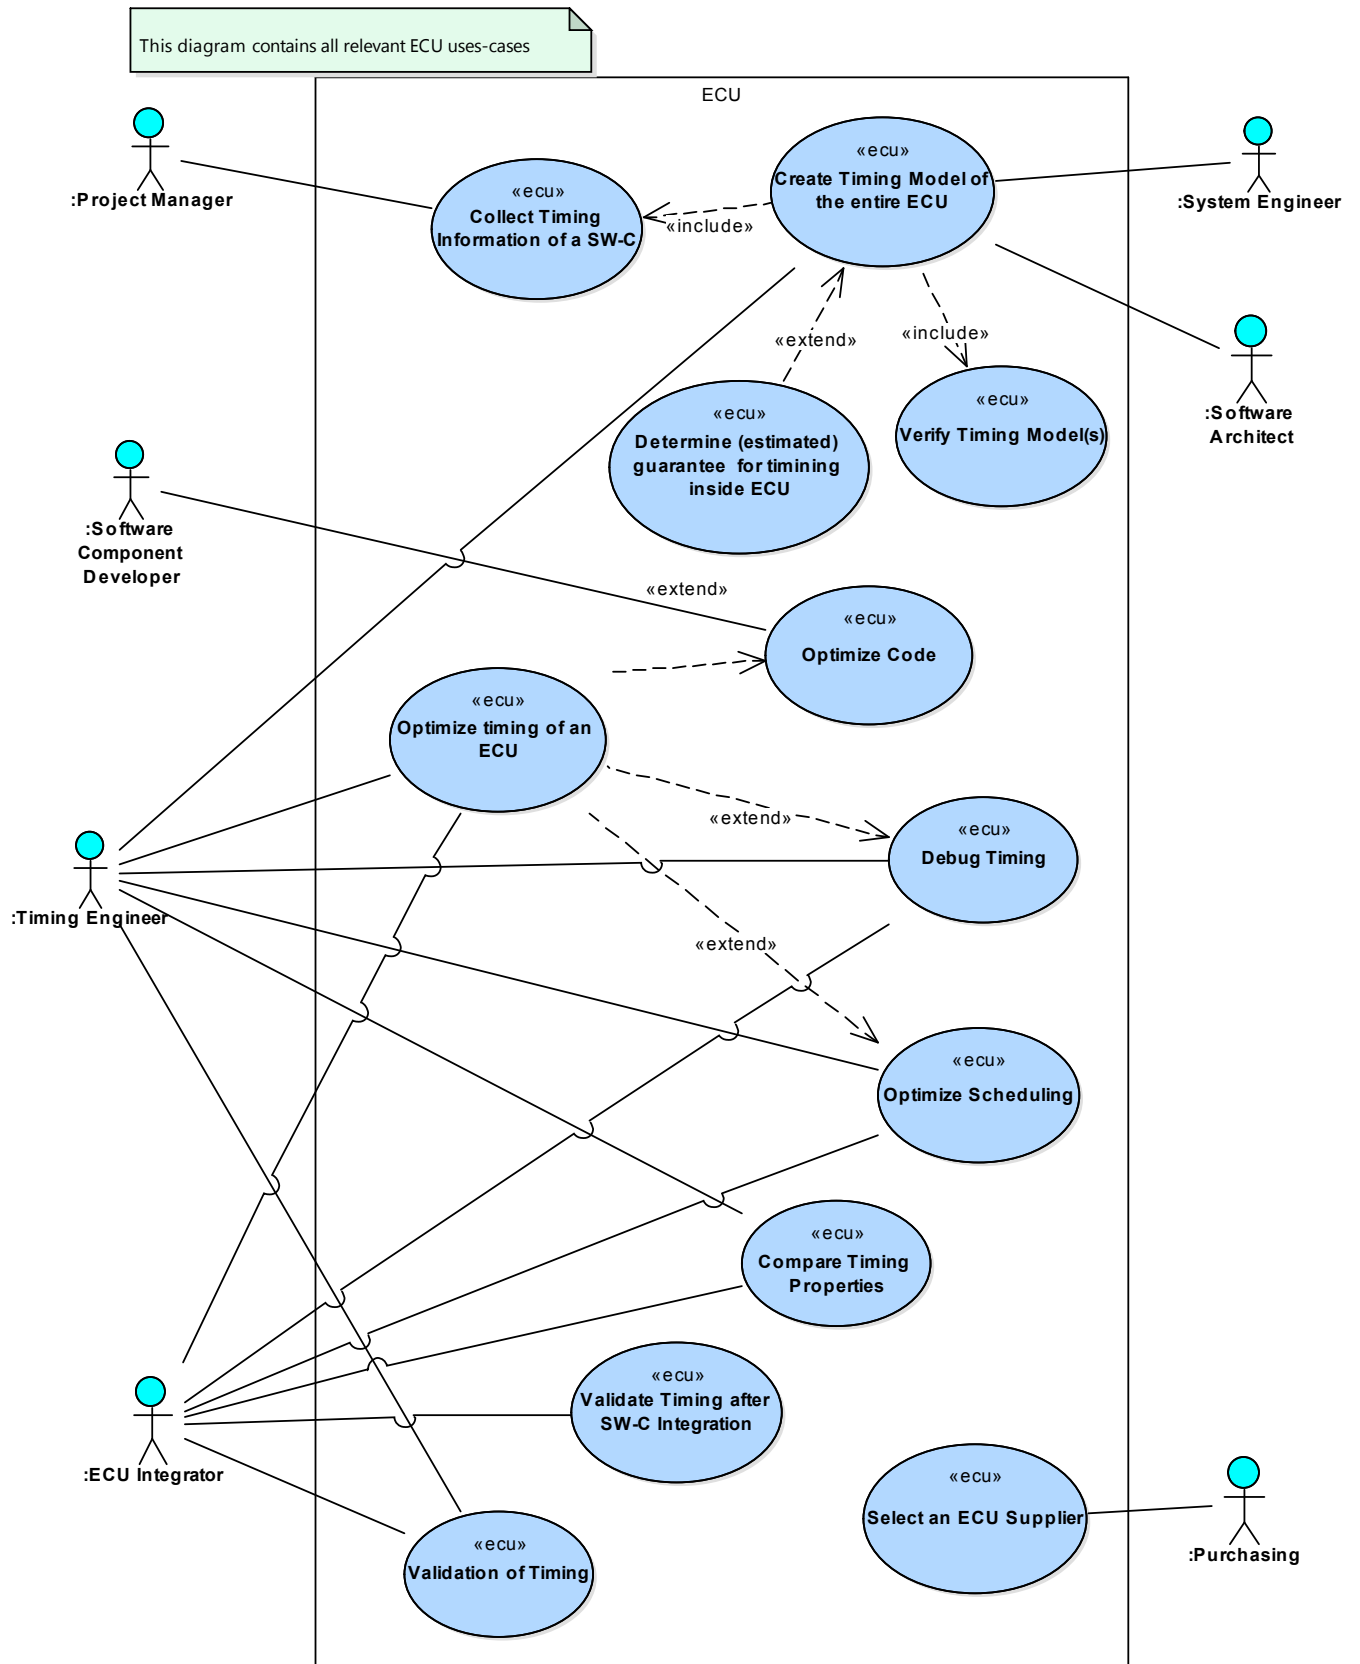 This diagram contains all relevant ECU uses-cases
ECU
:Project Manager
«ecu»
Collect Timing
Information of a SW-C
«include»
«ecu»
Create Timing Model of
the entire ECU
:System Engineer
«extend»
«include»
:Software
Architect
«ecu»
Determine (estimated)
guarantee for timining
inside ECU
«ecu»
Verify Timing Model(s)
:Software
Component
Developer
«extend»
«ecu»
Optimize Code
«ecu»
Optimize timing of an
ECU
«extend»
«ecu»
Debug Timing
:Timing Engineer
«extend»
«ecu»
Optimize Scheduling
«ecu»
Compare Timing
Properties
«ecu»
Validate Timing after
SW-C Integration
:ECU Integrator
«ecu»
Select an ECU Supplier
:Purchasing
«ecu»
Validation of Timing